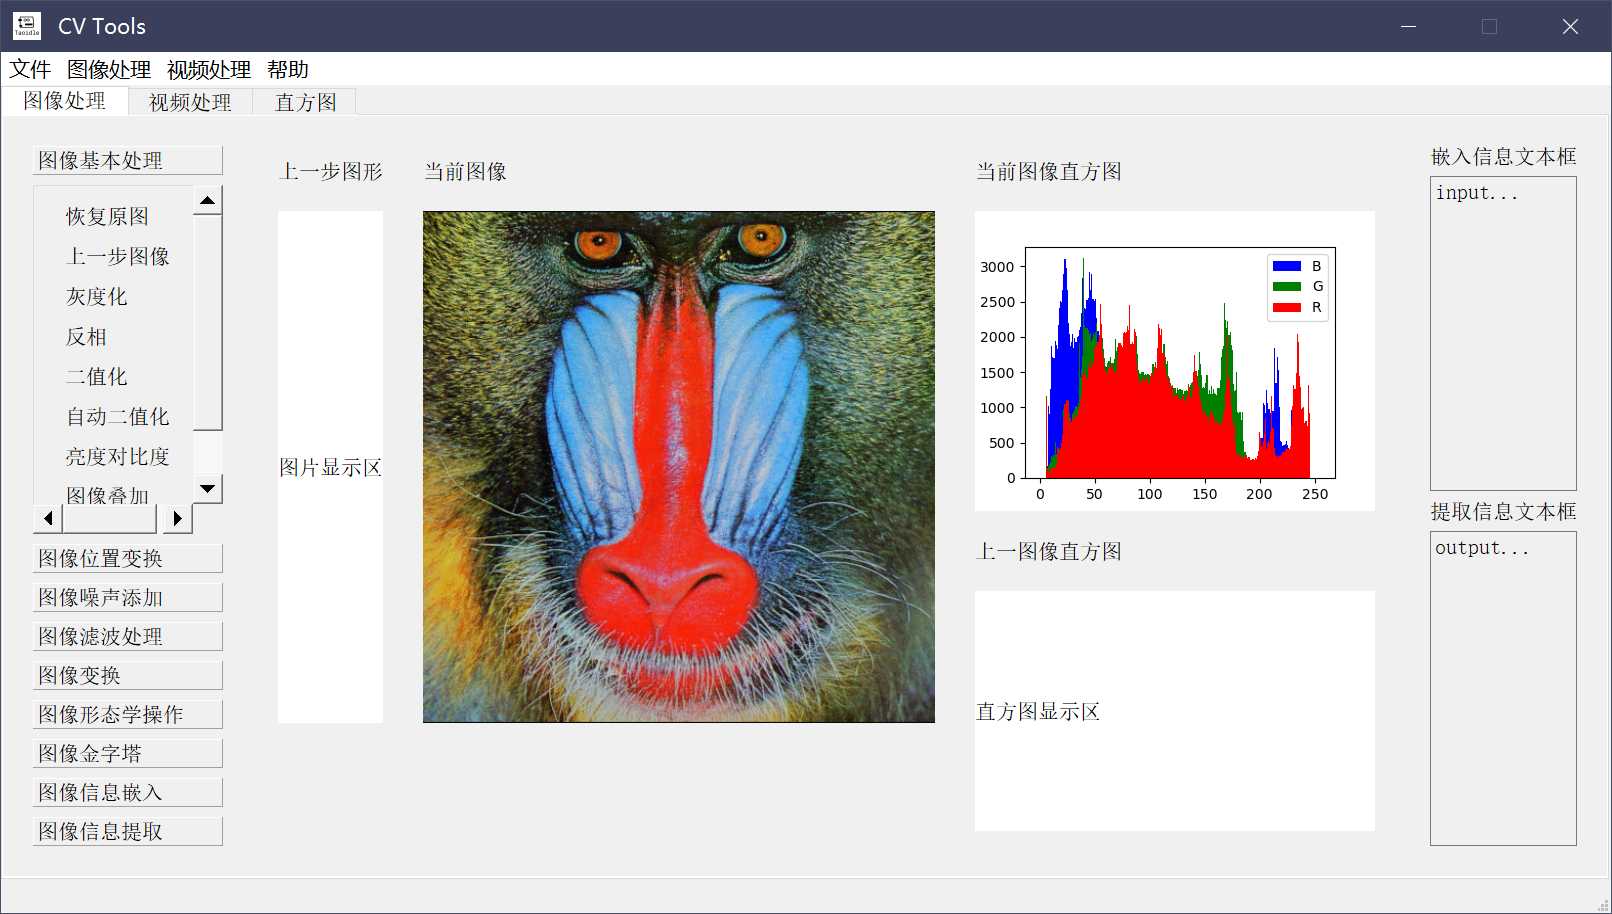 Taoidle
CV Tools
文件 图像处理 视频处理 帮助
图像处理 视频处理 直方图
图像基本处理
恢复原图
上一步图像
灰度化
反相
二值化
自动二值化
亮度对比度
图像叠加
图像位置变换
图像噪声添加
图像滤波处理
图像变换
图像形态学操作
图像金字塔
图像信息嵌入
图像信息提取
上一步图形
图片显示区
当前图像
当前图像直方图
3000
2500
2000
1500
1000
500
0
0 50 100 150 200 250
B
G
R
上一图像直方图
直方图显示区
嵌入信息文本框
input...
提取信息文本框
output...